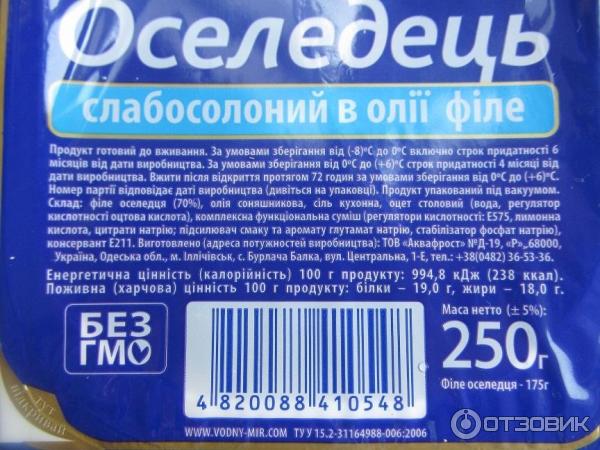 Оселедець
слабосолоний в олії філе
Продукт готовий до вживання. За умовами зберігання від (-8)ºС до 0ºС включно строк придатності 6
місяців від дати виробництва. За умовами зберігання від 0ºС до (+6)ºС строк придатності 4 місяці від
дати виробництва. Вжити після відкриття протягом 72 годин за умовами зберігання від 0ºС до (+6)ºС.
Номер партії відповідає даті виробництва (дивіться на упаковці). Продукт упакований під вакуумом.
Склад: філе оселедця (70%), олія соняшникова, сіль кухонна, оцет столовий (вода, регулятор
кислотності оцтова кислота), комплексна функціональна суміш (регулятори кислотності: Е575, лимонна
кислота, цитрати натрію; підсилювач смаку та аромату глутамат натрію, стабілізатор фосфат натрію),
консервант Е211. Виготовлено (адреса потужностей виробництва): ТОВ «Аквафрост» №Д-19, «Р», 68000,
Україна, Одеська обл., м. Іллічівськ, с. Бурлача Балка, вул. Центральна, 1-Е, тел.: +38(0482) 36-53-36.
Енергетична цінність (калорійність) 100 г продукту: 994,8 кДж (238 ккал).
Поживна (харчова) цінність 100 г продукту: білки – 19,0 г, жири – 18,0 г.
БЕЗ
ГМО
Маса нетто (± 5%):
250г
Філе оселедця - 175г
4 820088 410548
WWW.VODNY-MIR.COM ТУ У 15.2-31164988-006:2006
тут
відкривати
ОТЗОВИК